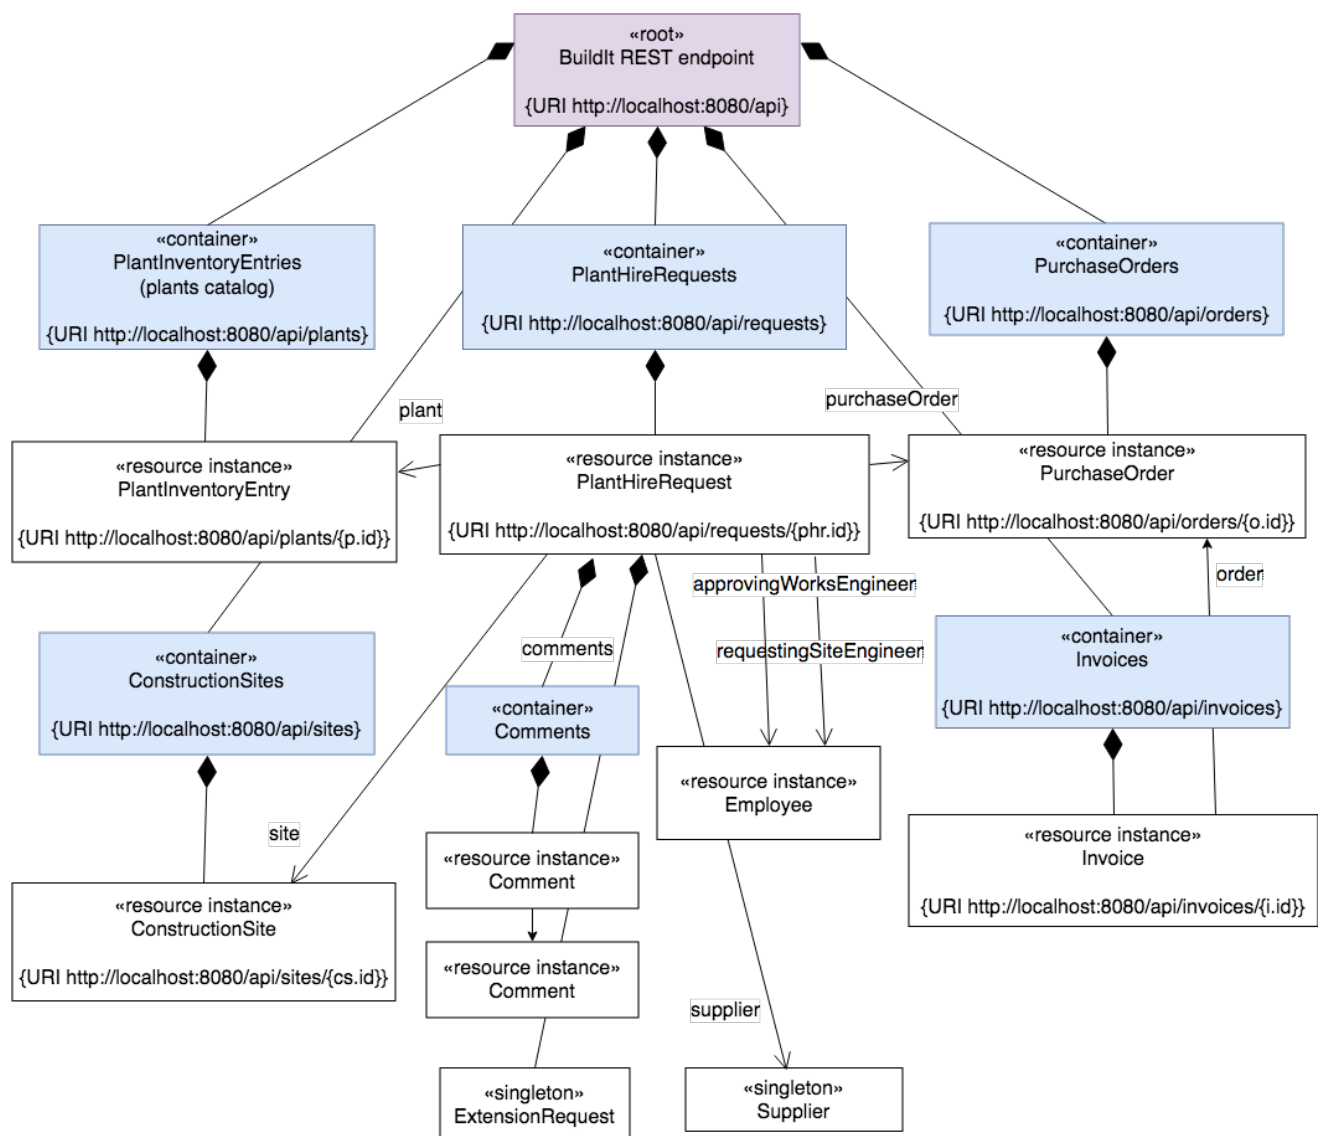 «root»
BuildIt REST endpoint
{URI http://localhost:8080/api}
«container»
PlantInventoryEntries
(plants catalog)
{URI http://localhost:8080/api/plants}
«container»
PlantHireRequests
{URI http://localhost:8080/api/requests}
«container»
PurchaseOrders
{URI http://localhost:8080/api/orders}
plant
purchaseOrder
«resource instance»
PlantInventoryEntry
{URI http://localhost:8080/api/plants/{p.id}}
«resource instance»
PlantHireRequest
{URI http://localhost:8080/api/requests/{phr.id}}
«resource instance»
PurchaseOrder
{URI http://localhost:8080/api/orders/{o.id}}
approvingWorksEngineer
order
comments
requestingSiteEngineer
«container»
ConstructionSites
{URI http://localhost:8080/api/sites}
«container»
Comments
«container»
Invoices
{URI http://localhost:8080/api/invoices}
«resource instance»
Employee
site
«resource instance»
Comment
«resource instance»
Invoice
{URI http://localhost:8080/api/invoices/{i.id}}
«resource instance»
ConstructionSite
{URI http://localhost:8080/api/sites/{cs.id}}
«resource instance»
Comment
supplier
«singleton»
ExtensionRequest
«singleton»
Supplier